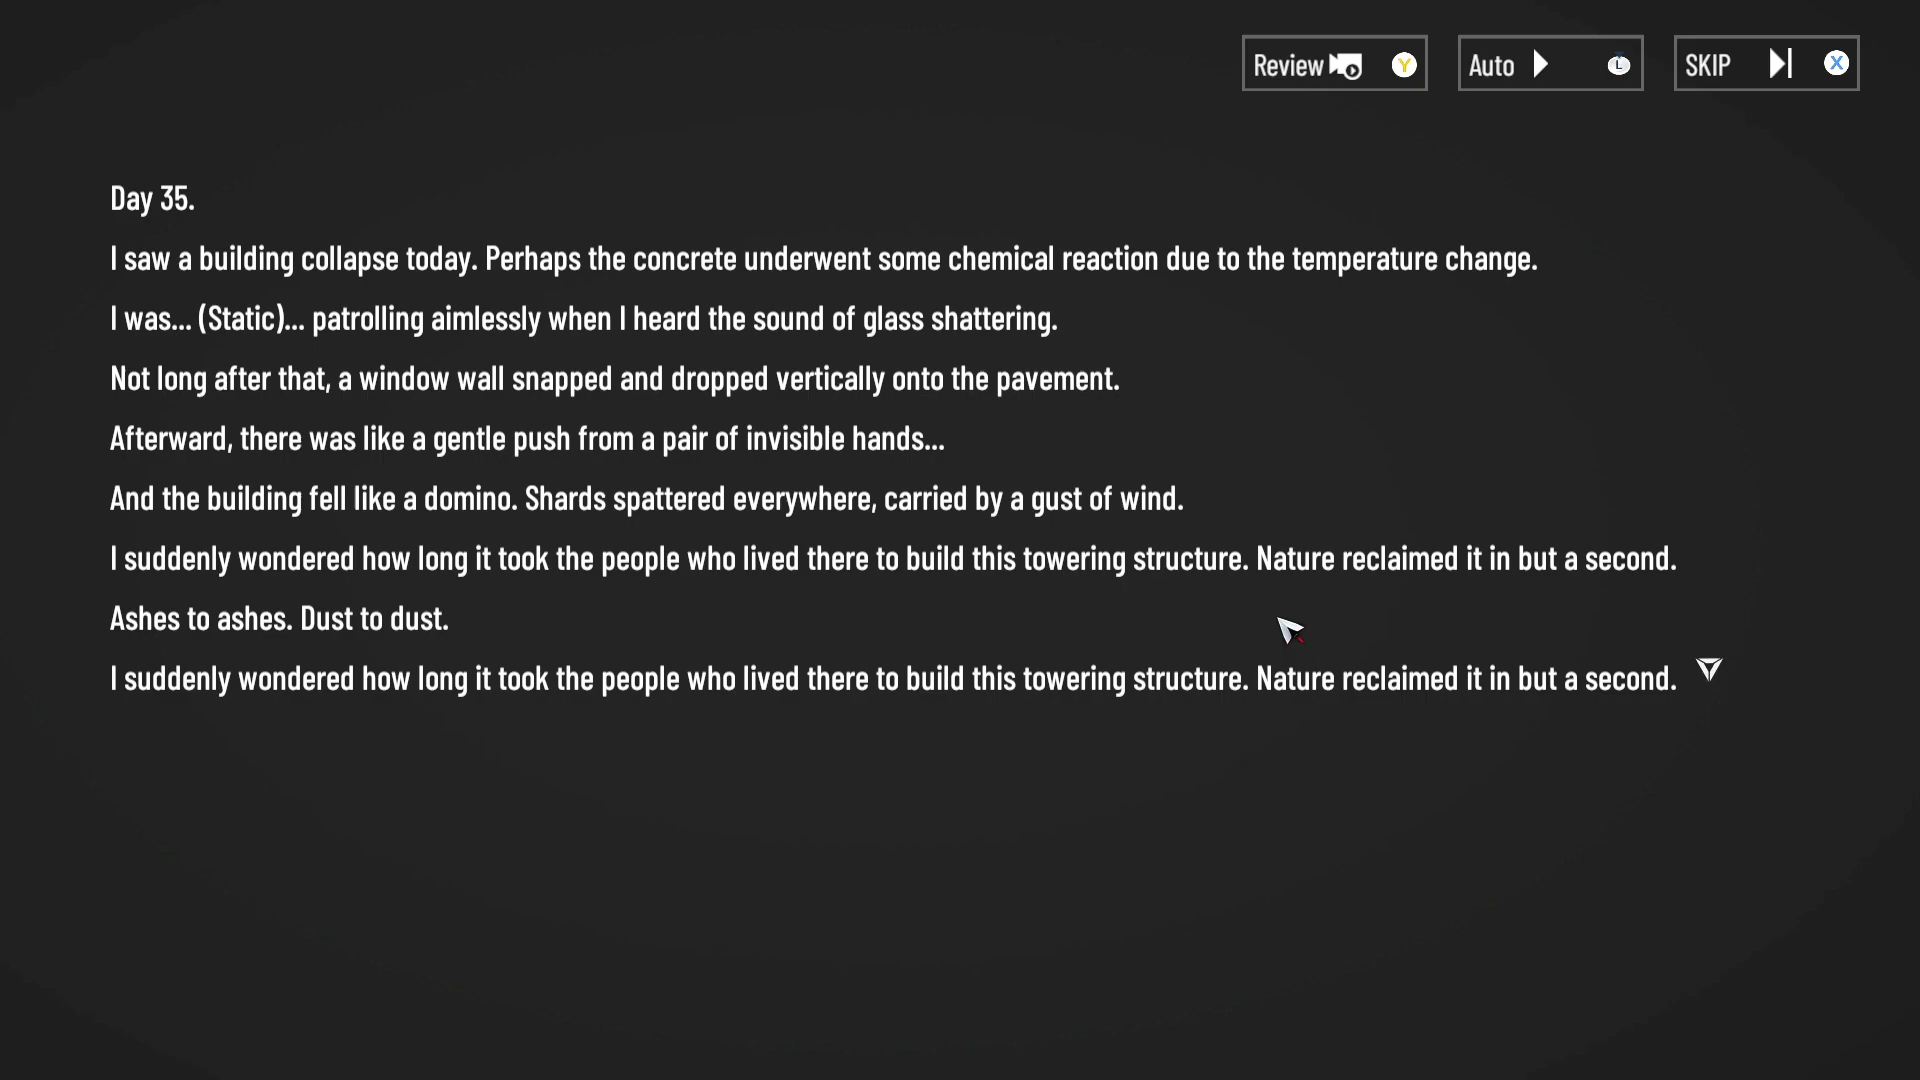 Review Y Auto L SKIP X
Day 35.
I saw a building collapse today. Perhaps the concrete underwent some chemical reaction due to the temperature change.
I was... (Static)... patrolling aimlessly when I heard the sound of glass shattering.
Not long after that, a window wall snapped and dropped vertically onto the pavement.
Afterward, there was like a gentle push from a pair of invisible hands...
And the building fell like a domino. Shards spattered everywhere, carried by a gust of wind.
I suddenly wondered how long it took the people who lived there to build this towering structure. Nature reclaimed it in but a second.
Ashes to ashes. Dust to dust.
I suddenly wondered how long it took the people who lived there to build this towering structure. Nature reclaimed it in but a second.